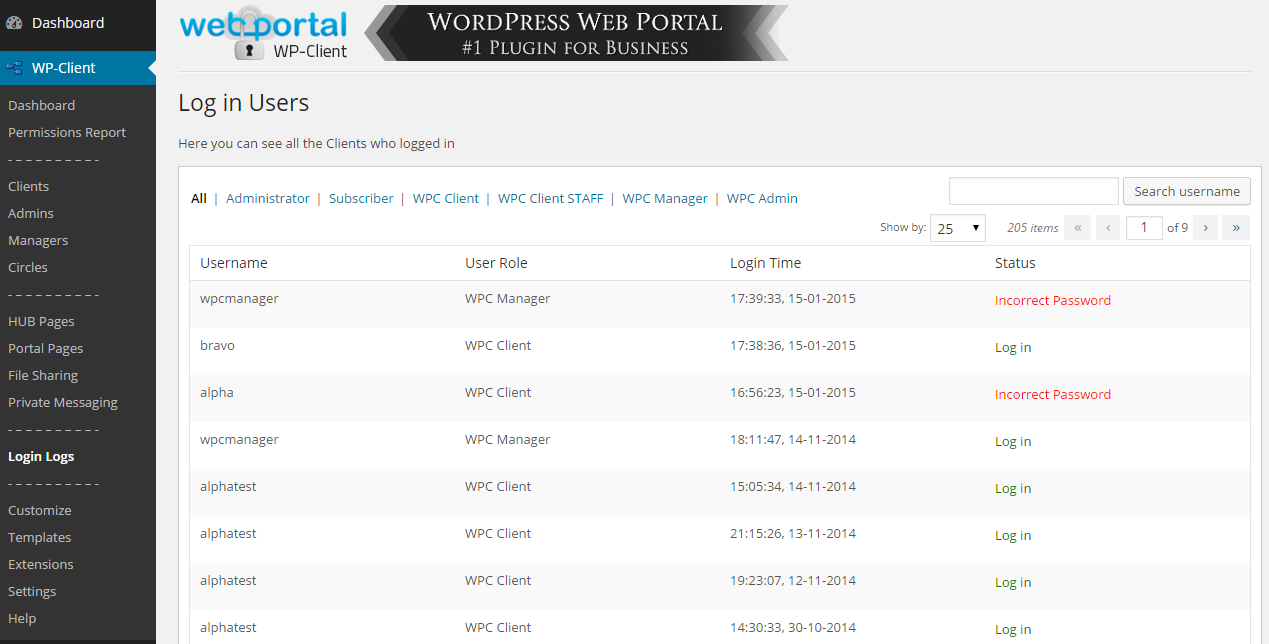 Dashboard
WP-Client
Dashboard
Permissions Report
- - - - - - - - - -
Clients
Admins
Managers
Circles
- - - - - - - - - -
HUB Pages
Portal Pages
File Sharing
Private Messaging
- - - - - - - - - -
Login Logs
- - - - - - - - - -
Customize
Templates
Extensions
Settings
Help
web portal
WP-Client
WordPress Web Portal
#1 Plugin for Business
Log in Users
Here you can see all the Clients who logged in
All | Administrator | Subscriber | WPC Client | WPC Client STAFF | WPC Manager | WPC Admin
Search username
Show by: 25 ▼ 205 items « ‹ 1 of 9 › »
Username User Role Login Time Status
wpcmanager WPC Manager 17:39:33, 15-01-2015 Incorrect Password
bravo WPC Client 17:38:36, 15-01-2015 Log in
alpha WPC Client 16:56:23, 15-01-2015 Incorrect Password
wpcmanager WPC Manager 18:11:47, 14-11-2014 Log in
alphatest WPC Client 15:05:34, 14-11-2014 Log in
alphatest WPC Client 21:15:26, 13-11-2014 Log in
alphatest WPC Client 19:23:07, 12-11-2014 Log in
alphatest WPC Client 14:30:33, 30-10-2014 Log in